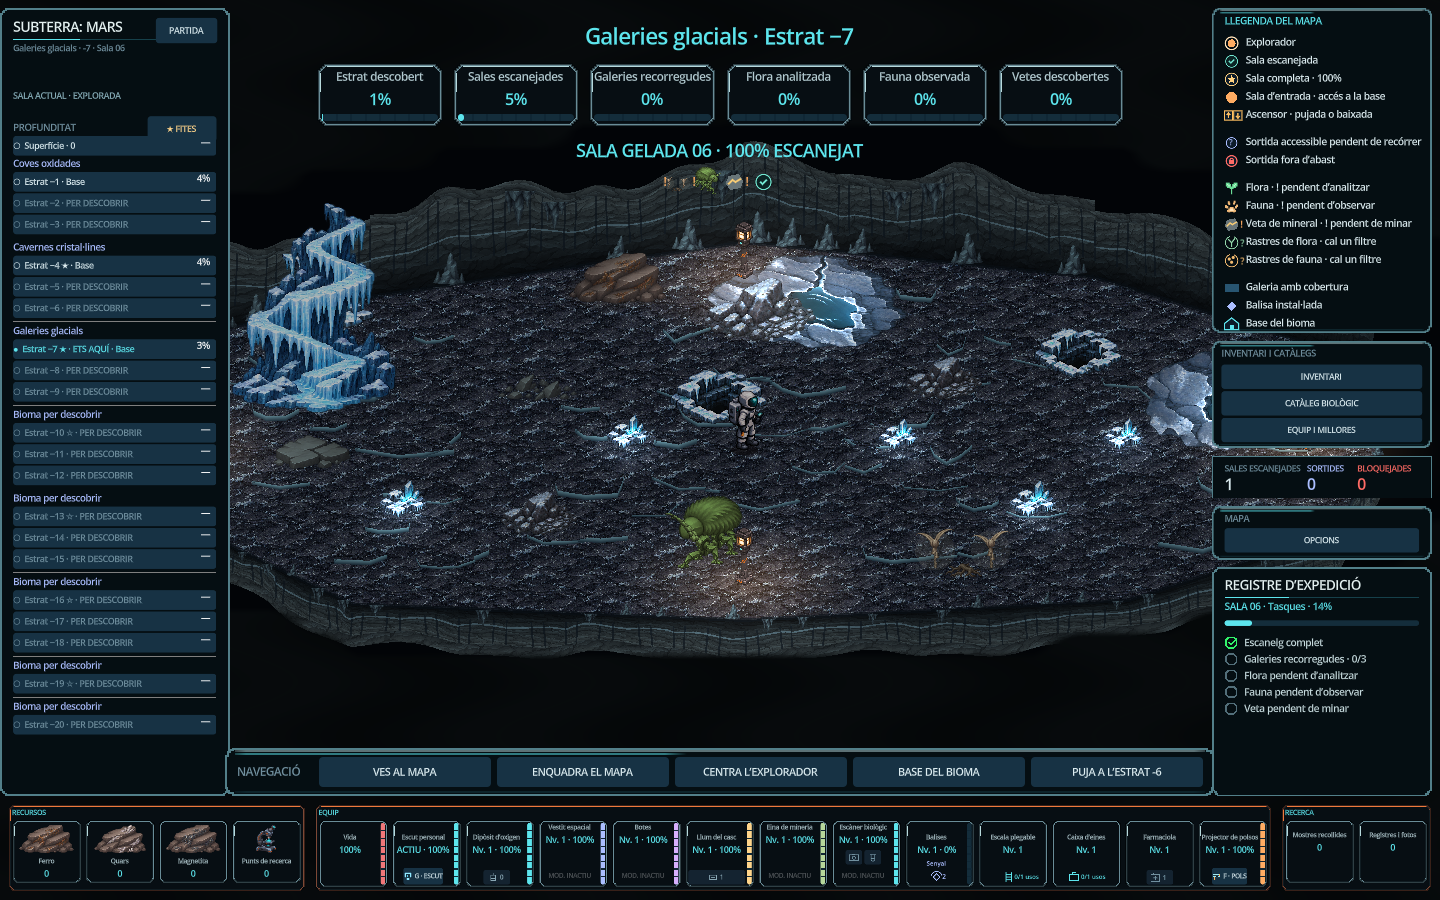 SUBTERRA: MARS
PARTIDA
Galeries glacials · -7 · Sala 06
SALA ACTUAL · EXPLORADA
PROFUNDITAT
★ FITES
Superfície · 0 —
Coves oxidades
Estrat −1 · Base 4%
Estrat −2 · PER DESCOBRIR —
Estrat −3 · PER DESCOBRIR —
Cavernes cristal·lines
Estrat −4 ★ · Base 4%
Estrat −5 · PER DESCOBRIR —
Estrat −6 · PER DESCOBRIR —
Galeries glacials
Estrat −7 ★ · ETS AQUÍ · Base 3%
Estrat −8 · PER DESCOBRIR —
Estrat −9 · PER DESCOBRIR —
Bioma per descobrir
Estrat −10 ☆ · PER DESCOBRIR —
Estrat −11 · PER DESCOBRIR —
Estrat −12 · PER DESCOBRIR —
Bioma per descobrir
Estrat −13 ☆ · PER DESCOBRIR —
Estrat −14 · PER DESCOBRIR —
Estrat −15 · PER DESCOBRIR —
Bioma per descobrir
Estrat −16 ☆ · PER DESCOBRIR —
Estrat −17 · PER DESCOBRIR —
Estrat −18 · PER DESCOBRIR —
Bioma per descobrir
Estrat −19 ☆ · PER DESCOBRIR —
Bioma per descobrir
Estrat −20 · PER DESCOBRIR —
Galeries glacials · Estrat −7
Estrat descobert
1%
Sales escanejades
5%
Galeries recorregudes
0%
Flora analitzada
0%
Fauna observada
0%
Vetes descobertes
0%
SALA GELADA 06 · 100% ESCANEJAT
! ! !
LLEGENDA DEL MAPA
Explorador
Sala escanejada
Sala completa · 100%
Sala d'entrada · accés a la base
Ascensor · pujada o baixada
? Sortida accessible pendent de recórrer
Sortida fora d'abast
Flora · ! pendent d'analitzar
Fauna · ! pendent d'observar
! Veta de mineral · ! pendent de minar
? Rastres de flora · cal un filtre
? Rastres de fauna · cal un filtre
Galeria amb cobertura
Balisa instal·lada
Base del bioma
INVENTARI I CATÀLEGS
INVENTARI
CATÀLEG BIOLÒGIC
EQUIP I MILLORES
SALES ESCANEJADES SORTIDES BLOQUEJADES
1 0 0
MAPA
OPCIONS
REGISTRE D'EXPEDICIÓ
SALA 06 · Tasques · 14%
Escaneig complet
Galeries recorregudes · 0/3
Flora pendent d'analitzar
Fauna pendent d'observar
Veta pendent de minar
NAVEGACIÓ
VES AL MAPA
ENQUADRA EL MAPA
CENTRA L'EXPLORADOR
BASE DEL BIOMA
PUJA A L'ESTRAT -6
RECURSOS
Ferro
0
Quars
0
Magnetita
0
Punts de recerca
0
EQUIP
Vida
100%
Escut personal
ACTIU · 100%
G · ESCUT
Dipòsit d'oxigen
Nv. 1 · 100%
0
Vestit espacial
Nv. 1 · 100%
MOD. INACTIU
Botes
Nv. 1 · 100%
MOD. INACTIU
Llum del casc
Nv. 1 · 100%
1
Eina de mineria
Nv. 1 · 100%
MOD. INACTIU
Escàner biològic
Nv. 1 · 100%
MOD. INACTIU
Balises
Nv. 1 · 0%
Senyal
2
Escala plegable
Nv. 1
0/1 usos
Caixa d'eines
Nv. 1
0/1 usos
Farmaciola
Nv. 1
1
Projector de polsos
Nv. 1 · 100%
F · POLS
RECERCA
Mostres recollides
0
Registres i fotos
0